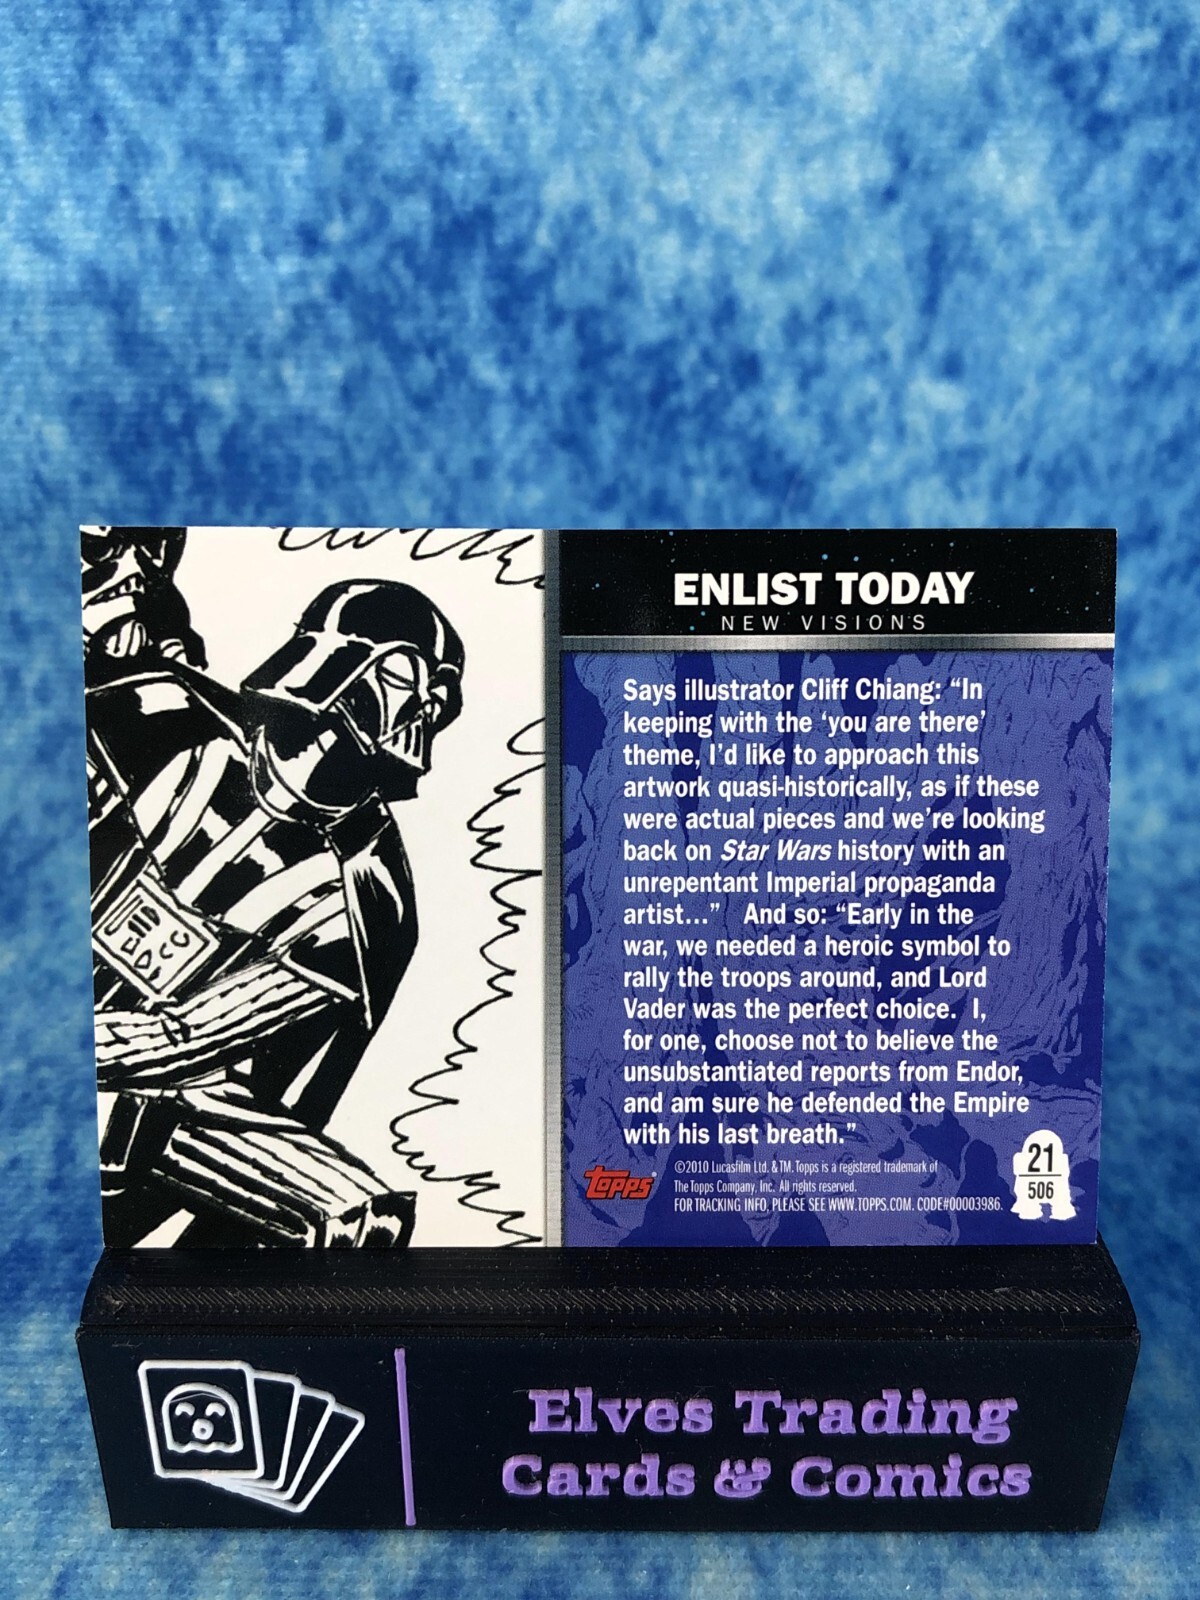 ENLIST TODAY
NEW VISIONS
Says illustrator Cliff Chiang: “In
keeping with the ‘you are there’
theme, I’d like to approach this
artwork quasi-historically, as if these
were actual pieces and we’re looking
back on Star Wars history with an
unrepentant Imperial propaganda
artist…” And so: “Early in the
war, we needed a heroic symbol to
rally the troops around, and Lord
Vader was the perfect choice. I,
for one, choose not to believe the
unsubstantiated reports from Endor,
and am sure he defended the Empire
with his last breath.”
Topps®
©2010 Lucasfilm Ltd. & TM. Topps is a registered trademark of
The Topps Company, Inc. All rights reserved.
FOR TRACKING INFO, PLEASE SEE WWW.TOPPS.COM. CODE#00003986.
21
506
Elves Trading
Cards & Comics